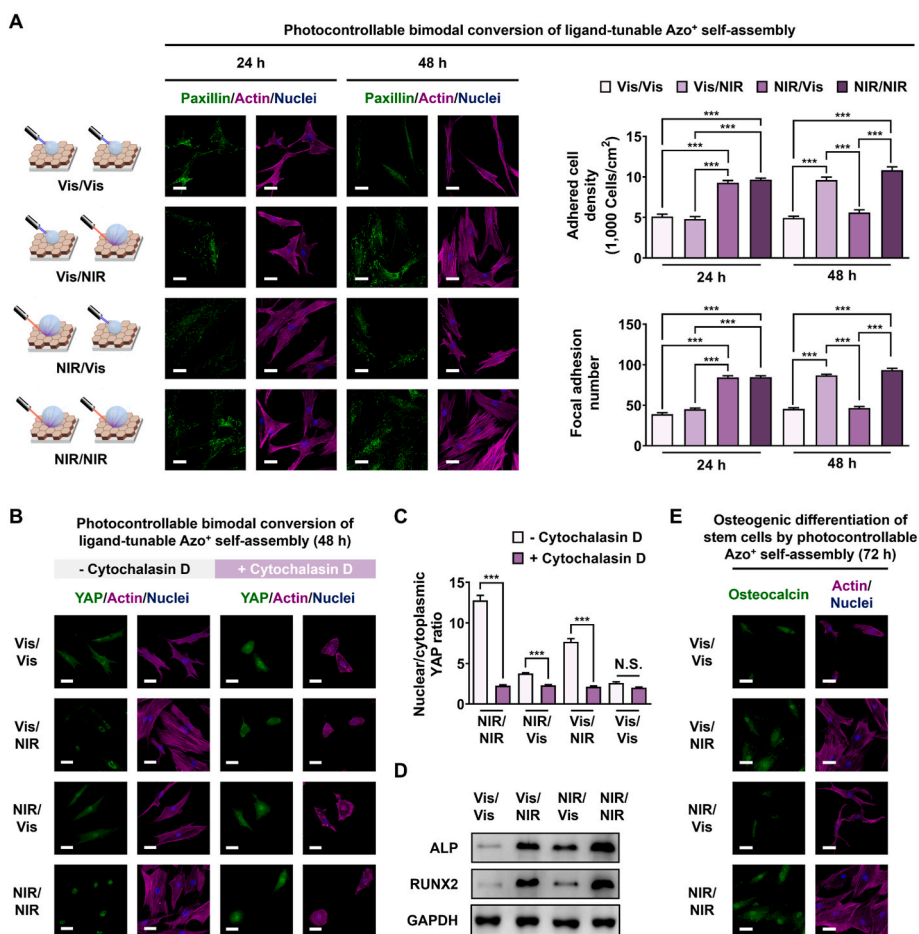 A
Photocontrollable bimodal conversion of ligand-tunable Azo⁺ self-assembly
24 h
48 h
Paxillin/Actin/Nuclei
Paxillin/Actin/Nuclei
Vis/Vis
Vis/NIR
NIR/Vis
NIR/NIR
Vis/Vis
Vis/NIR
NIR/Vis
NIR/NIR
Adhered cell
density
(1,000 Cells/cm²)
15
10
5
0
***
***
***
***
***
***
***
***
24 h
48 h
Focal adhesion
number
150
100
50
0
***
***
***
***
***
***
***
***
24 h
48 h
B
Photocontrollable bimodal conversion of
ligand-tunable Azo⁺ self-assembly (48 h)
- Cytochalasin D
+ Cytochalasin D
YAP/Actin/Nuclei
YAP/Actin/Nuclei
Vis/
Vis
Vis/
NIR
NIR/
Vis
NIR/
NIR
C
- Cytochalasin D
+ Cytochalasin D
Nuclear/cytoplasmic
YAP ratio
15
10
5
0
***
***
***
N.S.
NIR/
NIR
NIR/
Vis
Vis/
NIR
Vis/
Vis
D
Vis/
Vis
Vis/
NIR
NIR/
Vis
NIR/
NIR
ALP
RUNX2
GAPDH
E
Osteogenic differentiation of
stem cells by photocontrollable
Azo⁺ self-assembly (72 h)
Osteocalcin
Actin/
Nuclei
Vis/
Vis
Vis/
NIR
NIR/
Vis
NIR/
NIR